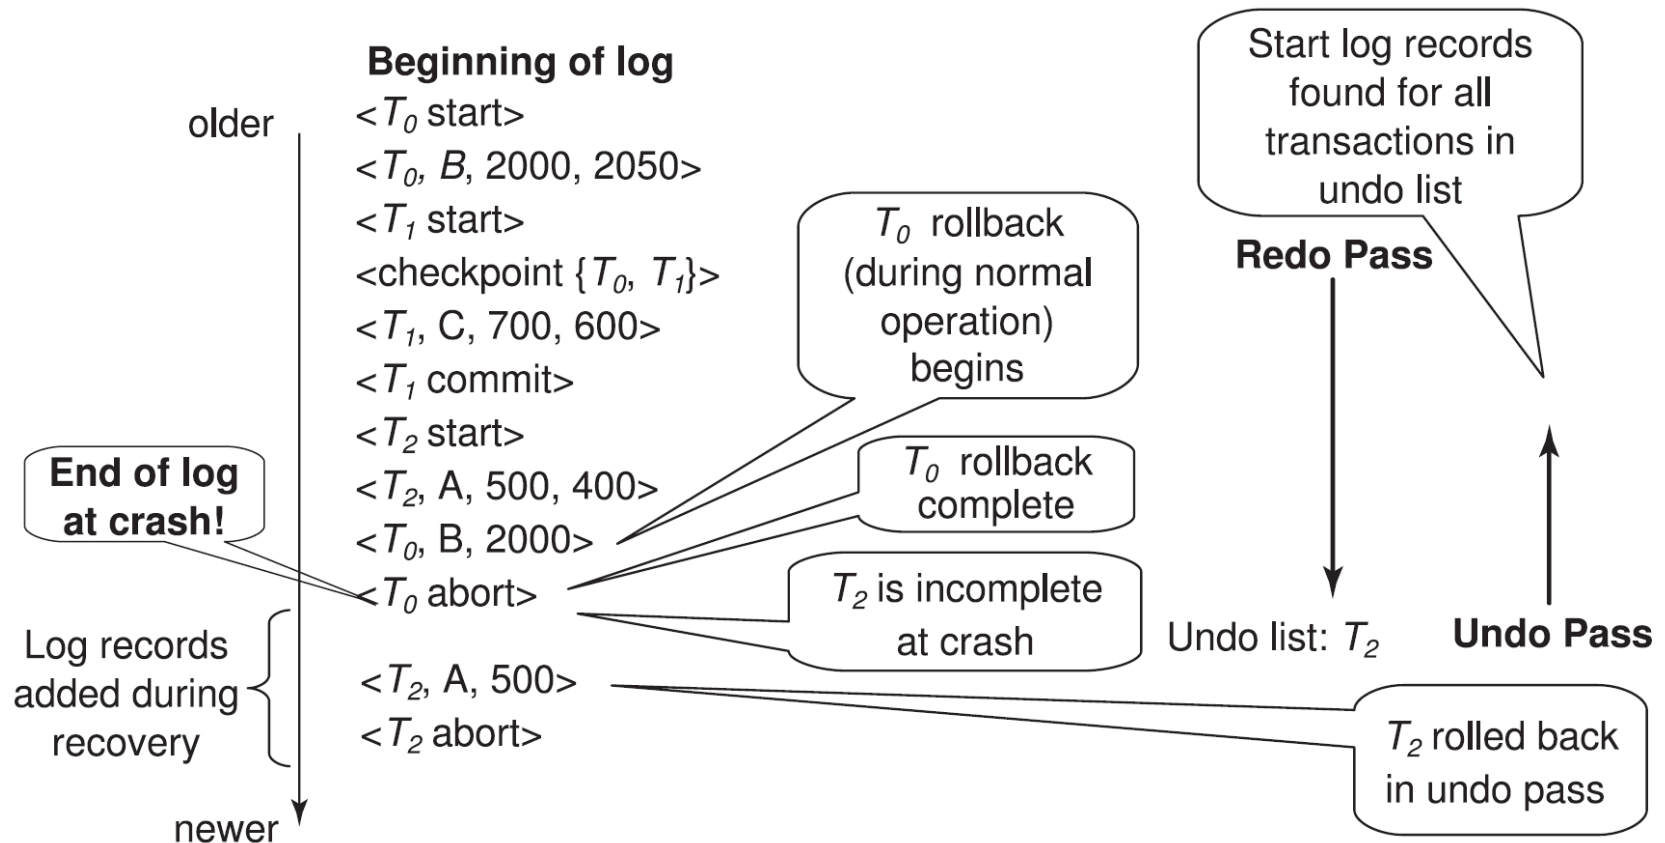 Beginning of log
older
<T0 start>
<T0, B, 2000, 2050>
<T1 start>
<checkpoint {T0, T1}>
<T1, C, 700, 600>
<T1 commit>
<T2 start>
<T2, A, 500, 400>
<T0, B, 2000>
<T0 abort>
<T2, A, 500>
<T2 abort>
End of log
at crash!
Log records
added during
recovery
newer
T0 rollback
(during normal
operation)
begins
T0 rollback
complete
T2 is incomplete
at crash
Start log records
found for all
transactions in
undo list
Redo Pass
Undo list: T2
Undo Pass
T2 rolled back
in undo pass